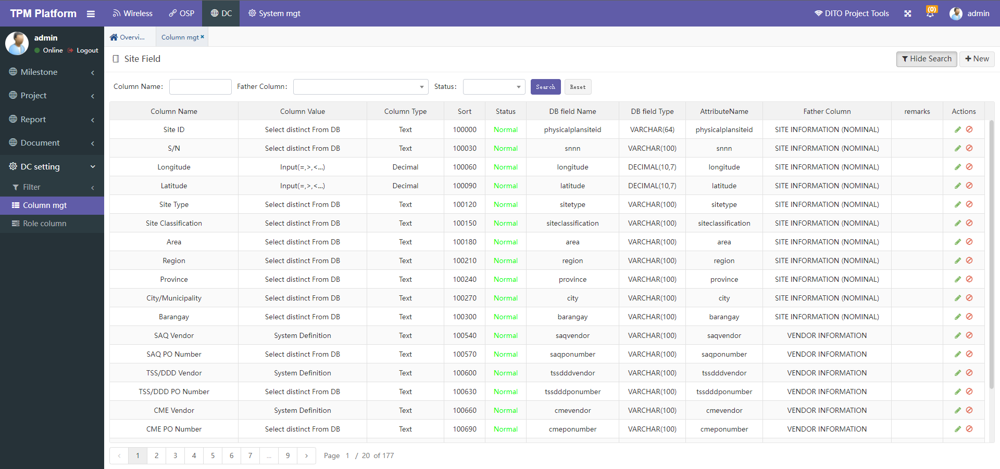 TPM Platform Wireless OSP DC System mgt DITO Project Tools (0) admin
admin
Online Logout
Milestone
Project
Report
Document
DC setting
Filter
Column mgt
Role column
Overvi... Column mgt ×
Site Field Hide Search + New
Column Name: Father Column: Status: Search Reset
Column Name Column Value Column Type Sort Status DB field Name DB field Type AttributeName Father Column remarks Actions
Site ID Select distinct From DB Text 100000 Normal physicalplansiteid VARCHAR(64) physicalplansiteid SITE INFORMATION (NOMINAL)
S/N Select distinct From DB Text 100030 Normal snnn VARCHAR(100) snnn SITE INFORMATION (NOMINAL)
Longitude Input(=,>,<...) Decimal 100060 Normal longitude DECIMAL(10,7) longitude SITE INFORMATION (NOMINAL)
Latitude Input(=,>,<...) Decimal 100090 Normal latitude DECIMAL(10,7) latitude SITE INFORMATION (NOMINAL)
Site Type Select distinct From DB Text 100120 Normal sitetype VARCHAR(100) sitetype SITE INFORMATION (NOMINAL)
Site Classification Select distinct From DB Text 100150 Normal siteclassification VARCHAR(100) siteclassification SITE INFORMATION (NOMINAL)
Area Select distinct From DB Text 100180 Normal area VARCHAR(100) area SITE INFORMATION (NOMINAL)
Region Select distinct From DB Text 100210 Normal region VARCHAR(100) region SITE INFORMATION (NOMINAL)
Province Select distinct From DB Text 100240 Normal province VARCHAR(100) province SITE INFORMATION (NOMINAL)
City/Municipality Select distinct From DB Text 100270 Normal city VARCHAR(100) city SITE INFORMATION (NOMINAL)
Barangay Select distinct From DB Text 100300 Normal barangay VARCHAR(100) barangay SITE INFORMATION (NOMINAL)
SAQ Vendor System Definition Text 100540 Normal saqvendor VARCHAR(100) saqvendor VENDOR INFORMATION
SAQ PO Number Select distinct From DB Text 100570 Normal saqponumber VARCHAR(100) saqponumber VENDOR INFORMATION
TSS/DDD Vendor System Definition Text 100600 Normal tssdddvendor VARCHAR(100) tssdddvendor VENDOR INFORMATION
TSS/DDD PO Number Select distinct From DB Text 100630 Normal tssdddponumber VARCHAR(100) tssdddponumber VENDOR INFORMATION
CME Vendor System Definition Text 100660 Normal cmevendor VARCHAR(100) cmevendor VENDOR INFORMATION
CME PO Number Select distinct From DB Text 100690 Normal cmeponumber VARCHAR(100) cmeponumber VENDOR INFORMATION
‹ 1 2 3 4 5 6 7 ... 9 › Page 1 / 20 of 177